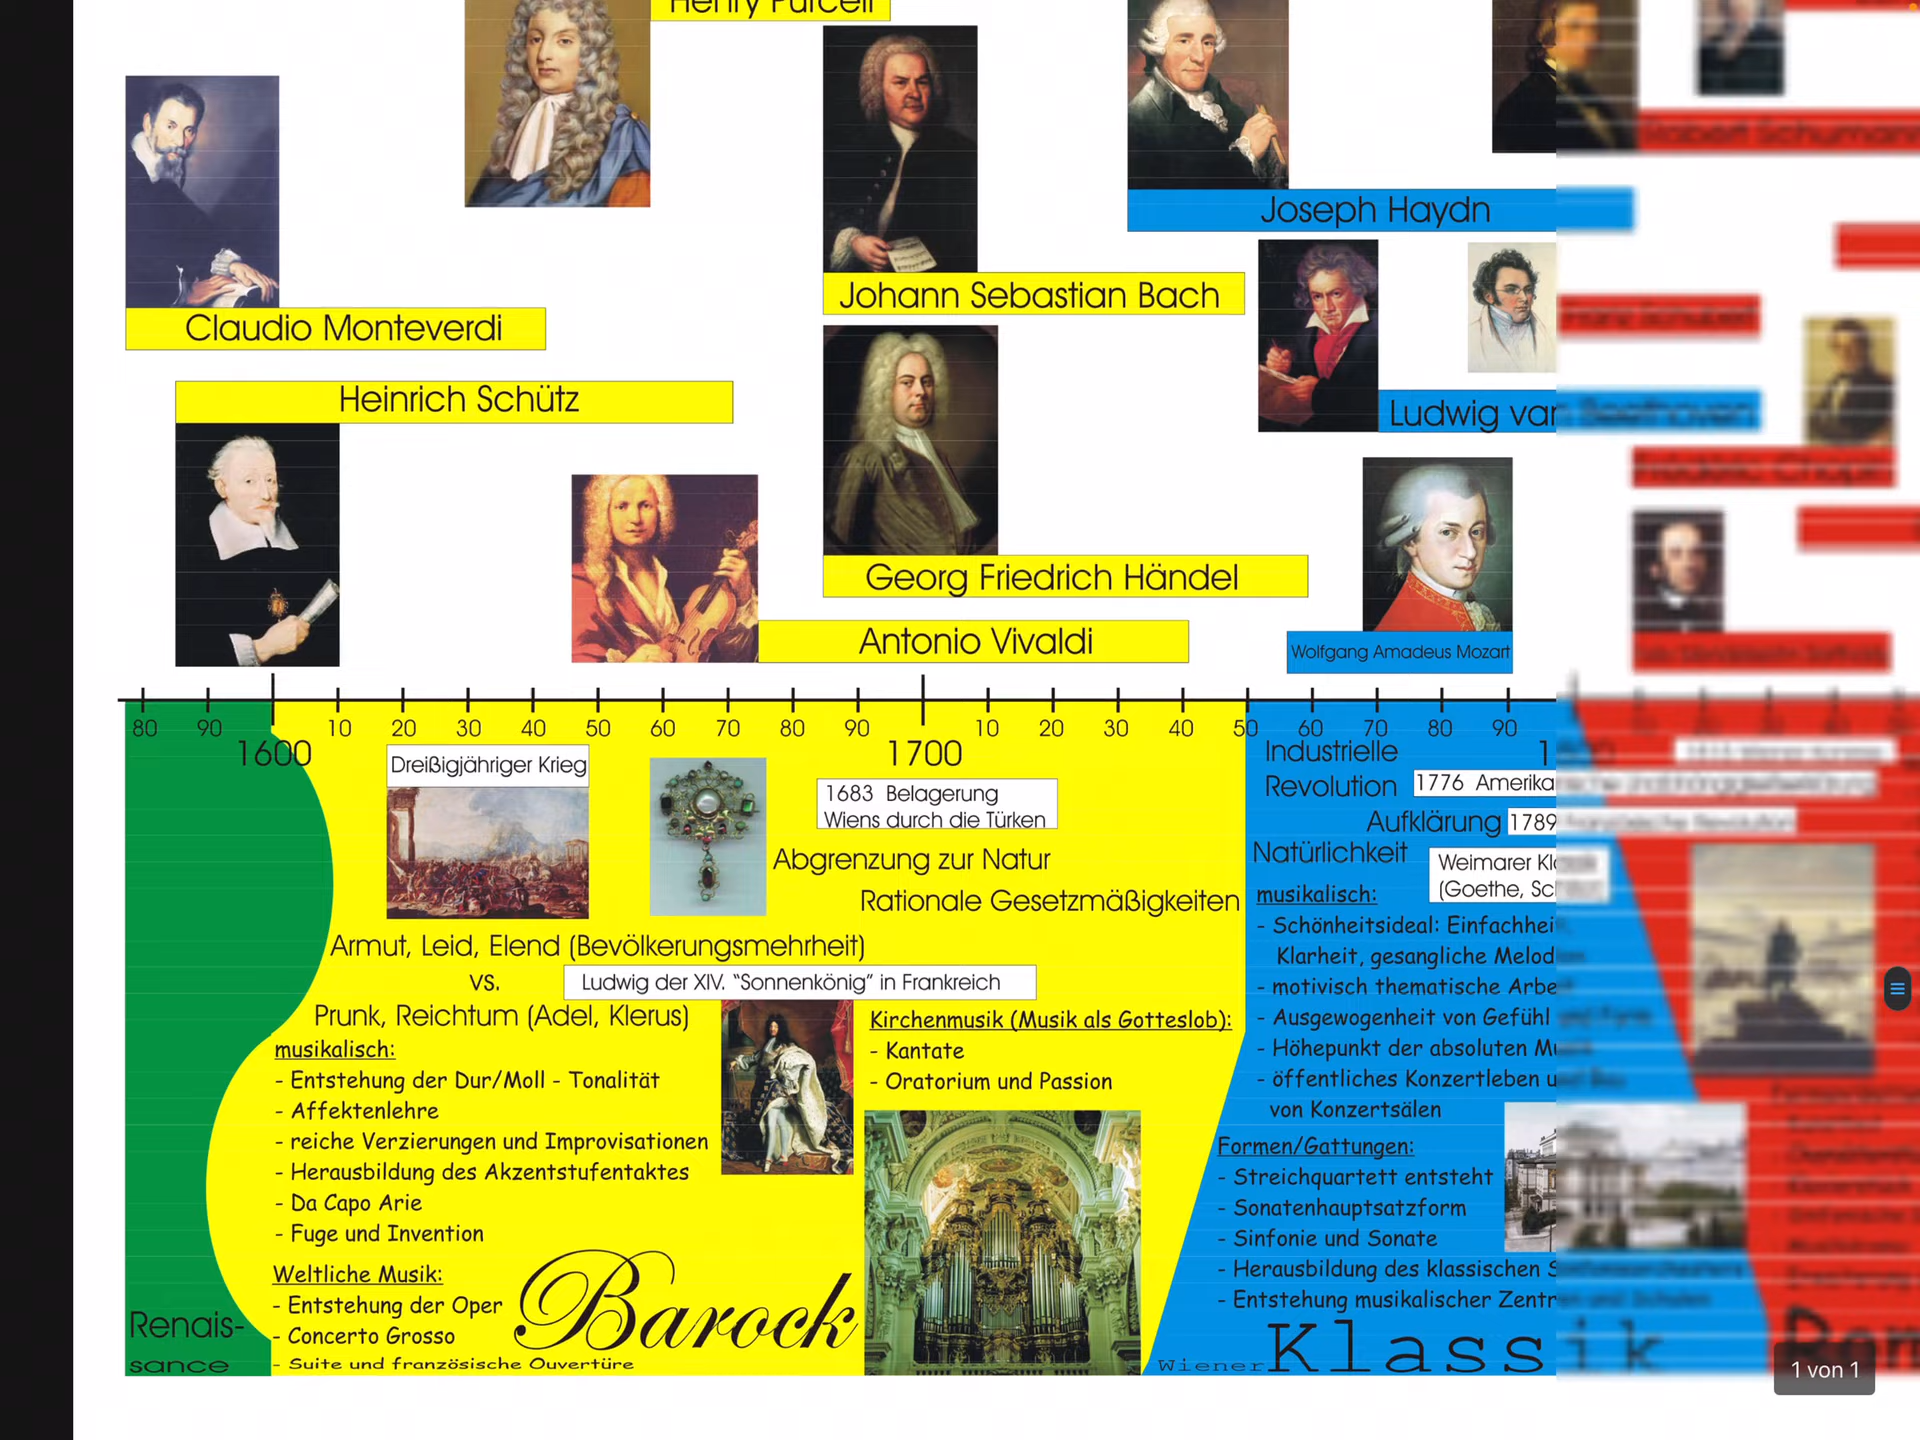 Henry Purcell
Joseph Haydn
Johann Sebastian Bach
Claudio Monteverdi
Heinrich Schütz
Ludwig van Beethoven
Georg Friedrich Händel
Antonio Vivaldi
Wolfgang Amadeus Mozart
80 90 10 20 30 40 50 60 70 80 90 10 20 30 40 50 60 70 80 90
1600 1700
Dreißigjähriger Krieg
1683 Belagerung
Wiens durch die Türken
Abgrenzung zur Natur
Rationale Gesetzmäßigkeiten
Armut, Leid, Elend (Bevölkerungsmehrheit)
vs.
Ludwig der XIV. "Sonnenkönig" in Frankreich
Prunk, Reichtum (Adel, Klerus)
musikalisch:
- Entstehung der Dur/Moll - Tonalität
- Affektenlehre
- reiche Verzierungen und Improvisationen
- Herausbildung des Akzentstufentaktes
- Da Capo Arie
- Fuge und Invention
Weltliche Musik:
- Entstehung der Oper
- Concerto Grosso
- Suite und französische Ouvertüre
Kirchenmusik (Musik als Gotteslob):
- Kantate
- Oratorium und Passion
Barock
Renais-
sance
Industrielle
Revolution
1776 Amerika
Aufklärung
1789
Natürlichkeit
Weimarer
(Goethe,
musikalisch:
- Schönheitsideal: Einfachheit,
Klarheit, gesangliche
- motivisch thematische
- Ausgewogenheit von Gefühl
- Höhepunkt der absoluten
- öffentliches Konzertleben
von Konzertsälen
Formen/Gattungen:
- Streichquartett entsteht
- Sonatenhauptsatzform
- Sinfonie und Sonate
- Herausbildung des klassischen
- Entstehung musikalischer
Wiener Klassik
1 von 1